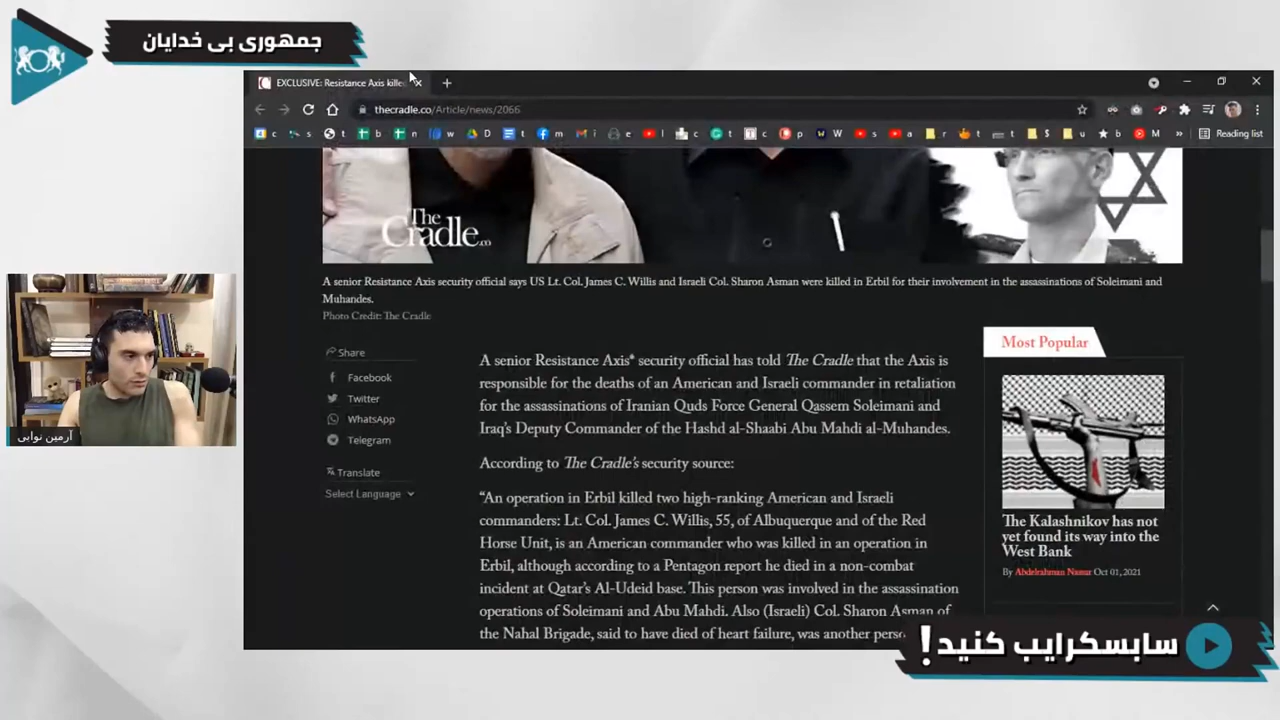 جمهوری بی خدایان
EXCLUSIVE: Resistance Axis kille
thecradle.co/Article/news/2066
Reading list
The
Cradle.co
A senior Resistance Axis security official says US Lt. Col. James C. Willis and Israeli Col. Sharon Asman were killed in Erbil for their involvement in the assassinations of Soleimani and
Muhandes.
Photo Credit: The Cradle
Share
Facebook
Twitter
WhatsApp
Telegram
Translate
Select Language
A senior Resistance Axis* security official has told The Cradle that the Axis is
responsible for the deaths of an American and Israeli commander in retaliation
for the assassinations of Iranian Quds Force General Qassem Soleimani and
Iraq's Deputy Commander of the Hashd al-Shaabi Abu Mahdi al-Muhandes.
According to The Cradle's security source:
“An operation in Erbil killed two high-ranking American and Israeli
commanders: Lt. Col. James C. Willis, 55, of Albuquerque and of the Red
Horse Unit, is an American commander who was killed in an operation in
Erbil, although according to a Pentagon report he died in a non-combat
incident at Qatar's Al-Udeid base. This person was involved in the assassination
operations of Soleimani and Abu Mahdi. Also (Israeli) Col. Sharon Asman of
the Nahal Brigade, said to have died of heart failure, was another perso
Most Popular
The Kalashnikov has not
yet found its way into the
West Bank
By Abdelrahman Nassar Oct 01, 2021
آرمین نوابی
سابسکرایب کنید!